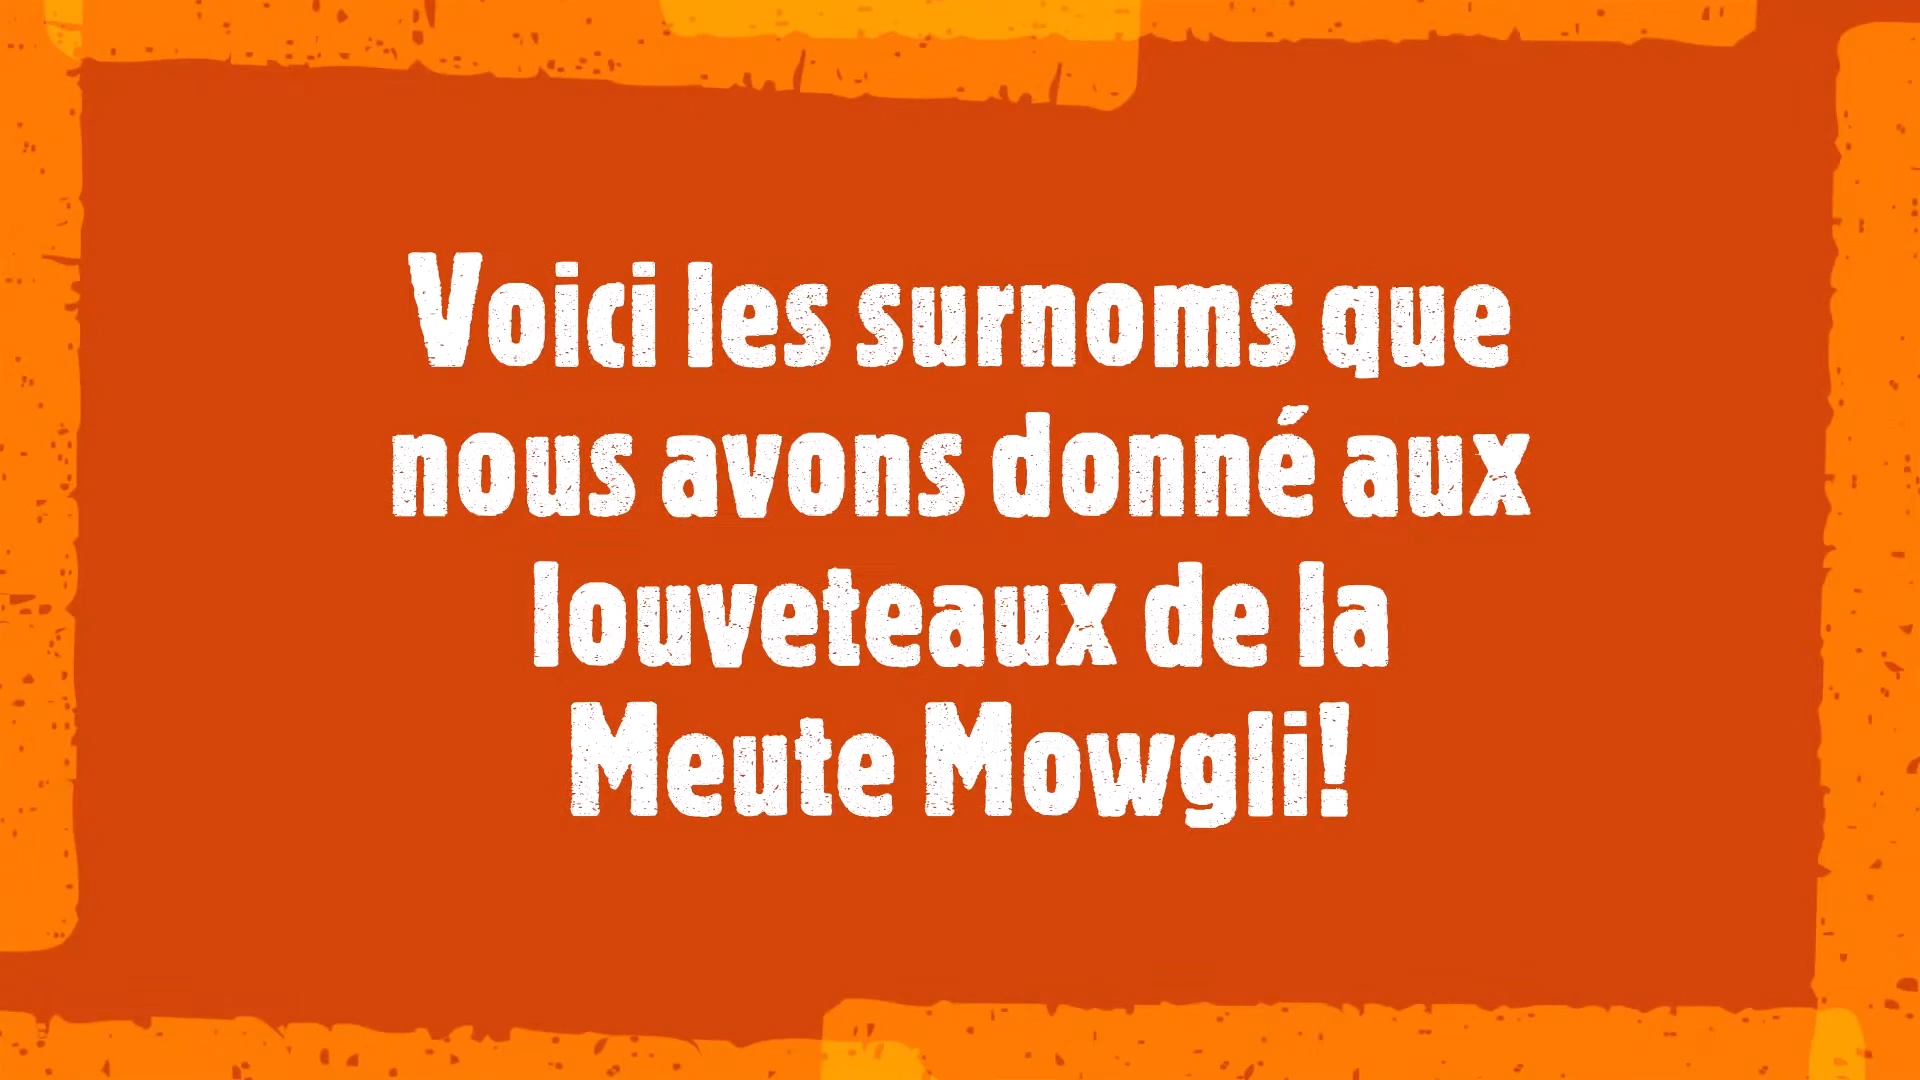 Voici les surnoms que
nous avons donné aux
louveteaux de la
Meute Mowgli!